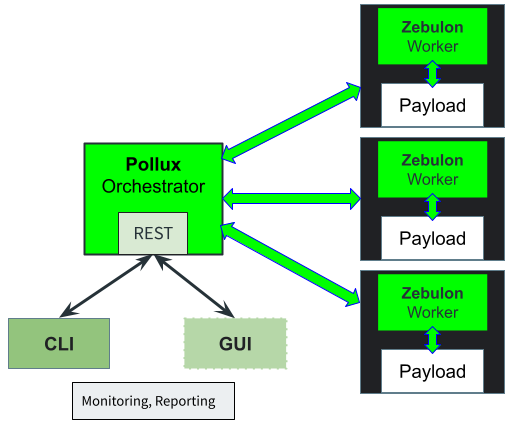 Zebulon
Worker
Payload
Pollux
Orchestrator
REST
Zebulon
Worker
Payload
Zebulon
Worker
Payload
CLI
GUI
Monitoring, Reporting